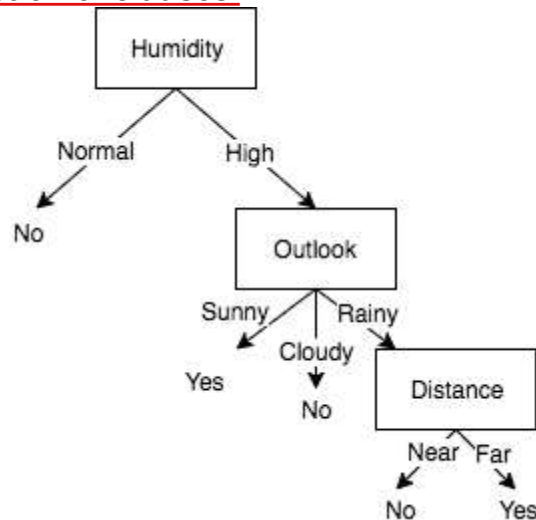 Humidity
Normal High
No
Outlook
Sunny Rainy
Cloudy
Yes
No
Distance
Near Far
No Yes